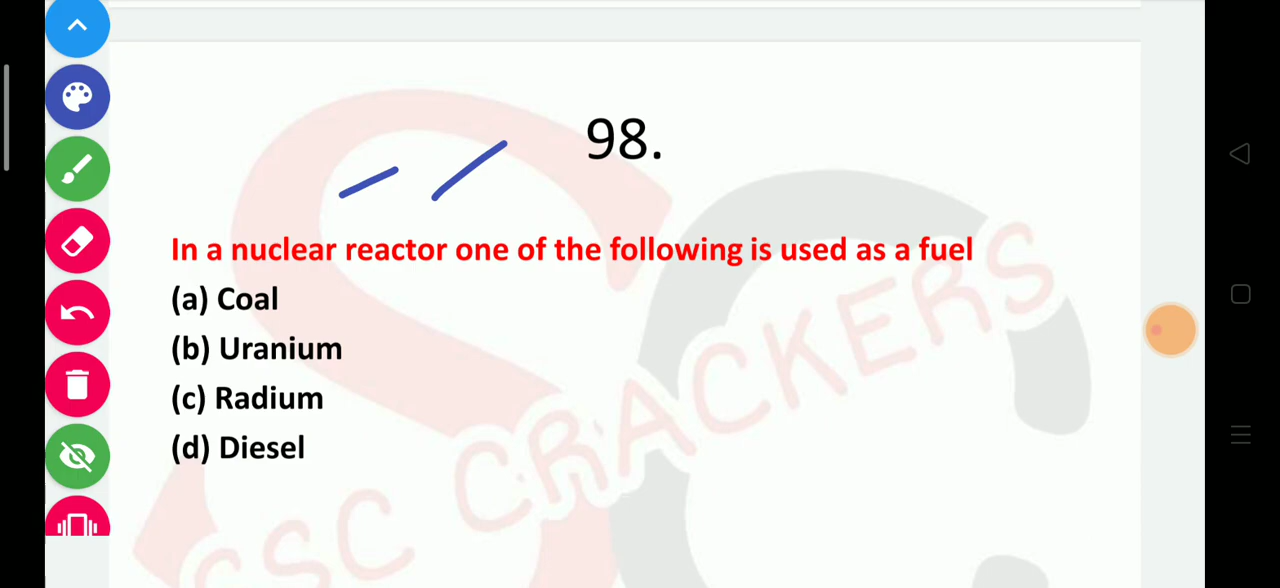 98.
In a nuclear reactor one of the following is used as a fuel
(a) Coal
(b) Uranium
(c) Radium
(d) Diesel
SSC CRACKERS